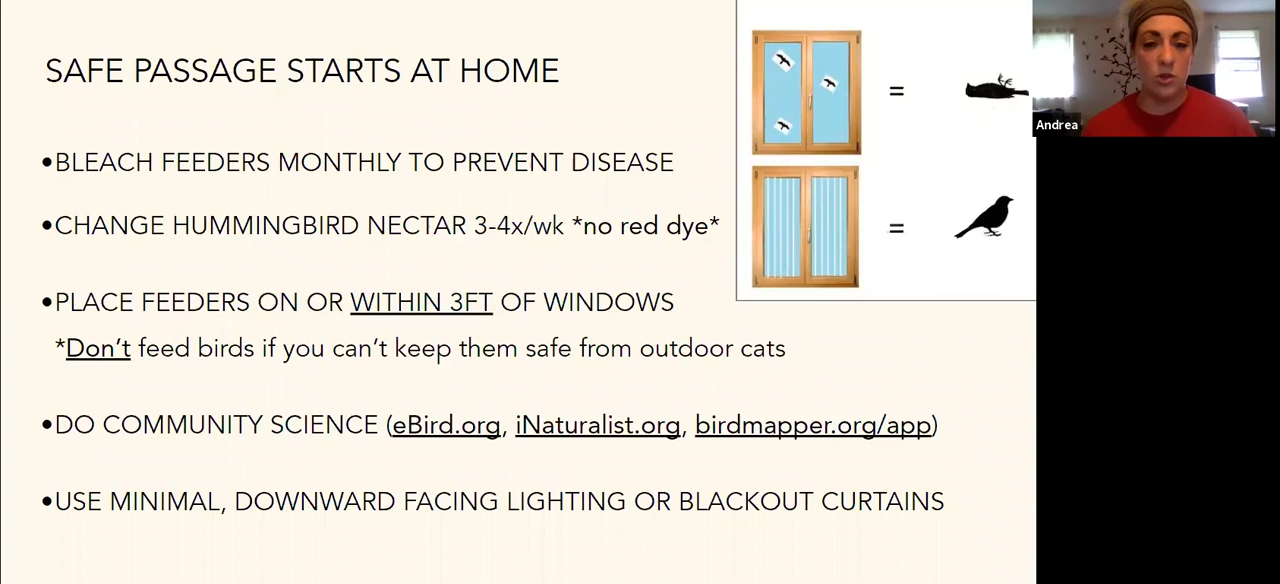 SAFE PASSAGE STARTS AT HOME
=
Andrea
•BLEACH FEEDERS MONTHLY TO PREVENT DISEASE
•CHANGE HUMMINGBIRD NECTAR 3-4x/wk *no red dye*
=
•PLACE FEEDERS ON OR WITHIN 3FT OF WINDOWS
*Don’t feed birds if you can’t keep them safe from outdoor cats
•DO COMMUNITY SCIENCE (eBird.org, iNaturalist.org, birdmapper.org/app)
•USE MINIMAL, DOWNWARD FACING LIGHTING OR BLACKOUT CURTAINS